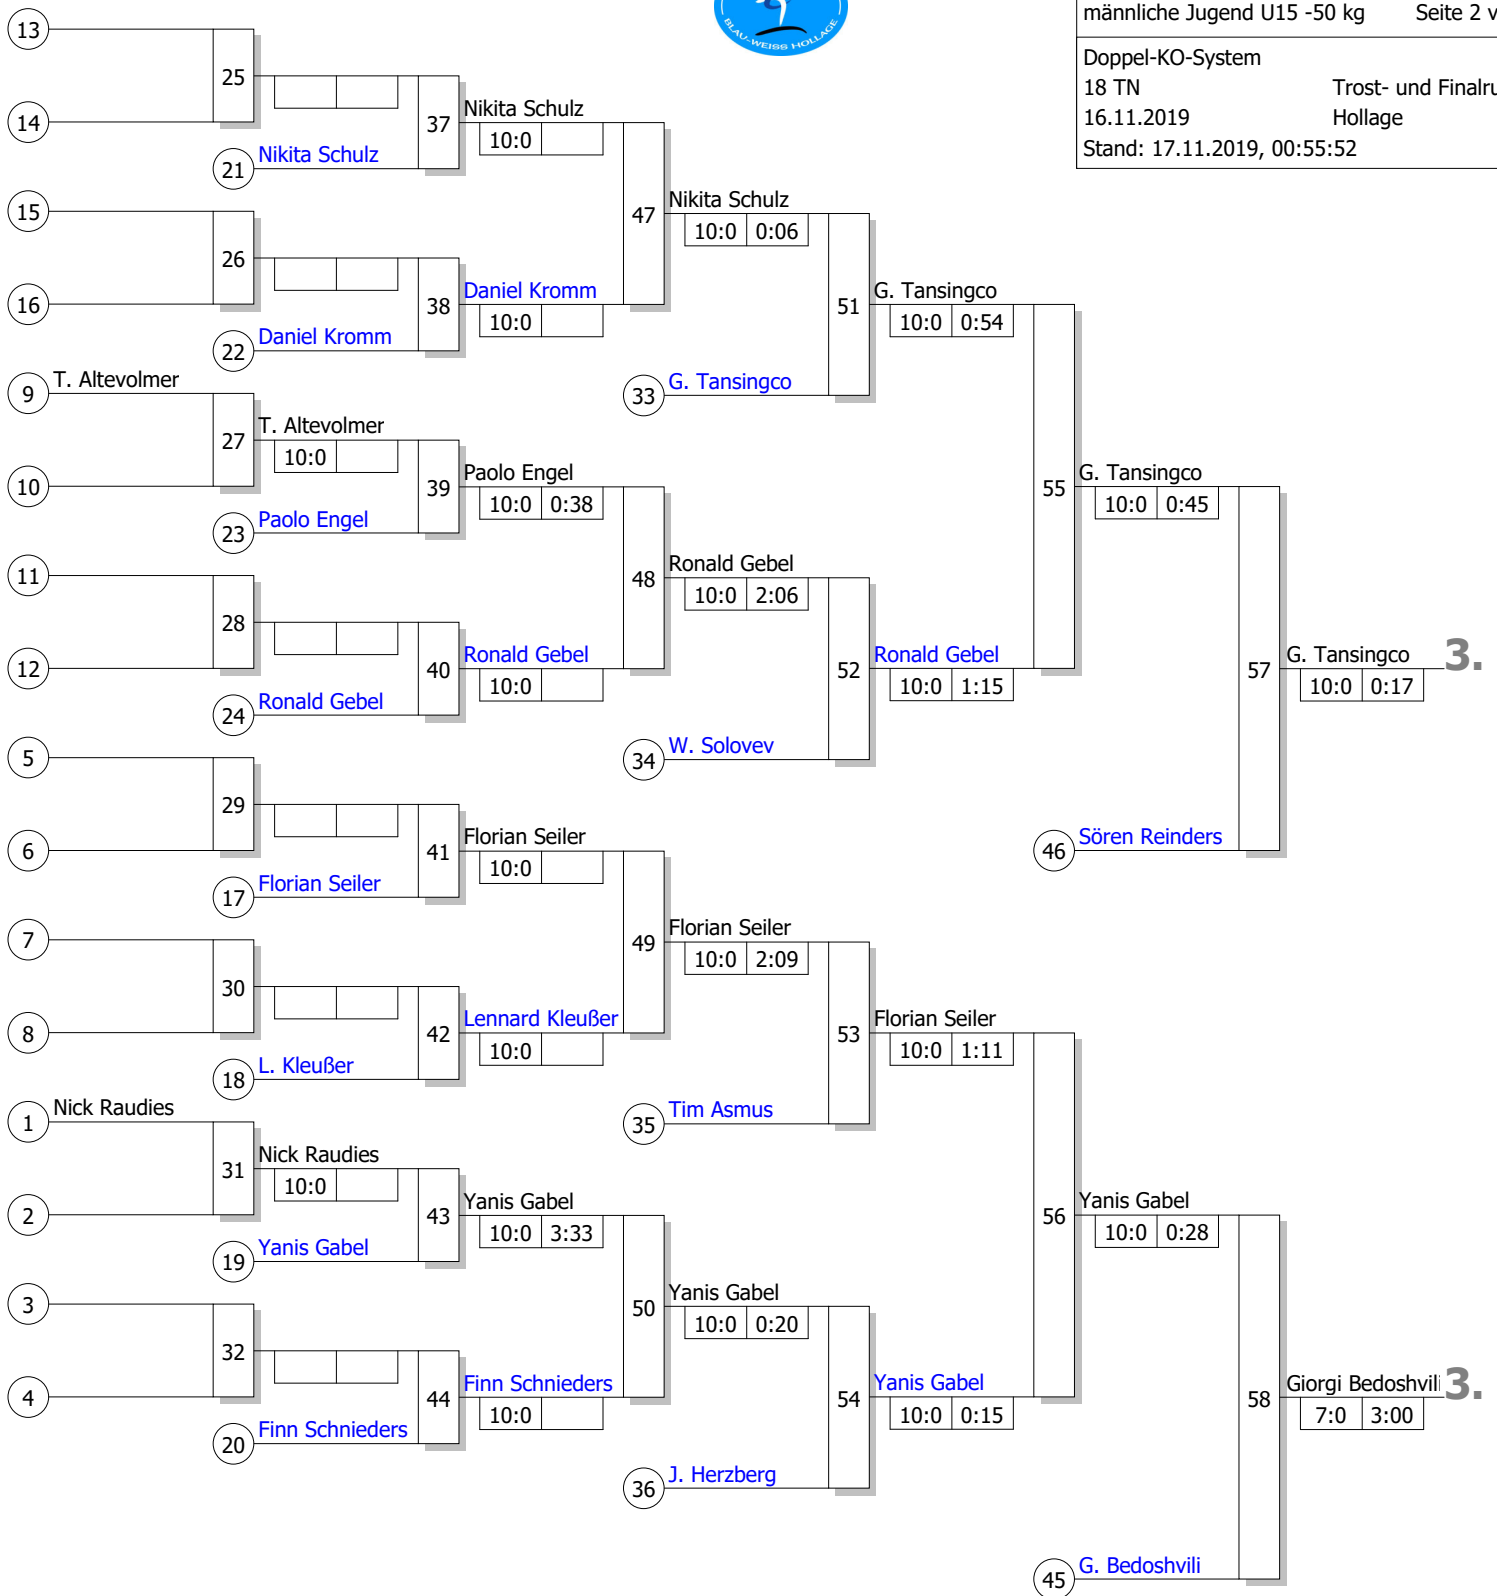 BLAU-WEISS HOLLAGE
männliche Jugend U15 -50 kg Seite 2 v
Doppel-KO-System
18 TN Trost- und Finalru
16.11.2019 Hollage
Stand: 17.11.2019, 00:55:52
13
25
14
37
Nikita Schulz
10:0
21
Nikita Schulz
15
47
Nikita Schulz
10:0 0:06
26
16
38
Daniel Kromm
10:0
22
Daniel Kromm
51
G. Tansingco
10:0 0:54
33
G. Tansingco
9
T. Altevolmer
27
T. Altevolmer
10:0
10
39
Paolo Engel
10:0 0:38
23
Paolo Engel
55
G. Tansingco
10:0 0:45
11
48
Ronald Gebel
10:0 2:06
28
12
40
Ronald Gebel
10:0
24
Ronald Gebel
52
Ronald Gebel
10:0 1:15
34
W. Solovev
57
G. Tansingco
10:0 0:17
3.
46
Sören Reinders
5
29
6
41
Florian Seiler
10:0
17
Florian Seiler
7
49
Florian Seiler
10:0 2:09
30
8
42
Lennard Kleußer
10:0
18
L. Kleußer
53
Florian Seiler
10:0 1:11
35
Tim Asmus
1
Nick Raudies
31
Nick Raudies
10:0
2
43
Yanis Gabel
10:0 3:33
19
Yanis Gabel
56
Yanis Gabel
10:0 0:28
3
50
Yanis Gabel
10:0 0:20
32
4
44
Finn Schnieders
10:0
20
Finn Schnieders
54
Yanis Gabel
10:0 0:15
36
J. Herzberg
58
Giorgi Bedoshvili
7:0 3:00
3.
45
G. Bedoshvili